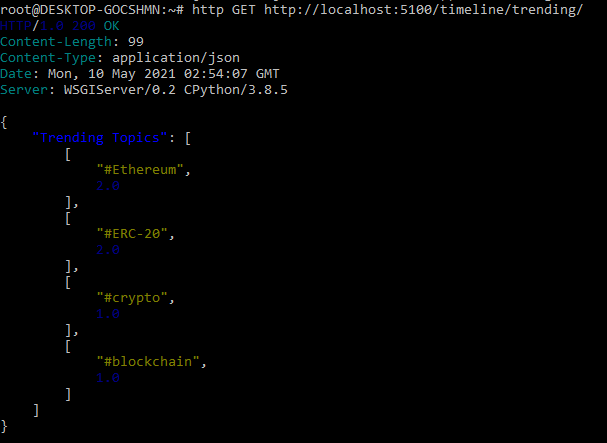 root@DESKTOP-GOCSHMN:~# http GET http://localhost:5100/timeline/trending/
HTTP/1.0 200 OK
Content-Length: 99
Content-Type: application/json
Date: Mon, 10 May 2021 02:54:07 GMT
Server: WSGIServer/0.2 CPython/3.8.5

{
    "Trending Topics": [
        [
            "#Ethereum",
            2.0
        ],
        [
            "#ERC-20",
            2.0
        ],
        [
            "#crypto",
            1.0
        ],
        [
            "#blockchain",
            1.0
        ]
    ]
}